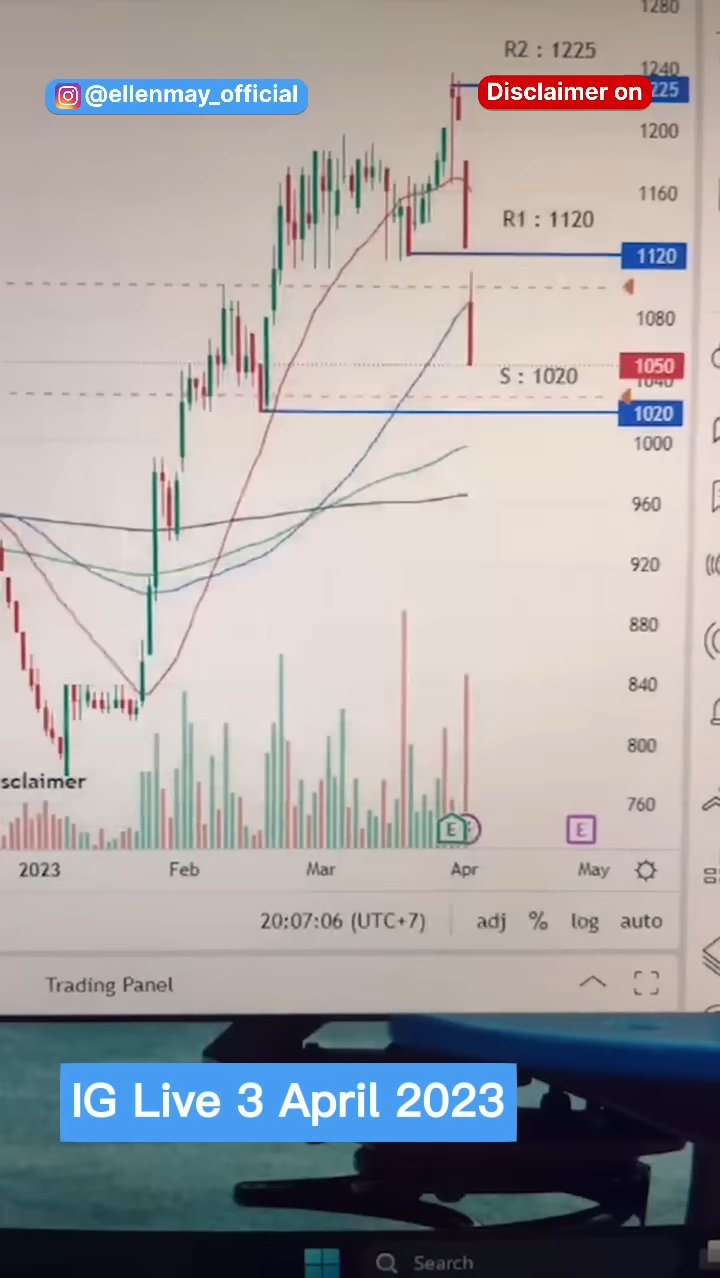 1280
R2 : 1225
1240
@ellenmay_official
Disclaimer on
225
1200
1160
R1 : 1120
1120
1080
1050
S : 1020
1040
1020
1000
960
920
880
840
800
sclaimer
760
E
E
2023
Feb
Mar
Apr
May
20:07:06 (UTC+7)
adj
%
log
auto
Trading Panel
IG Live 3 April 2023
Search